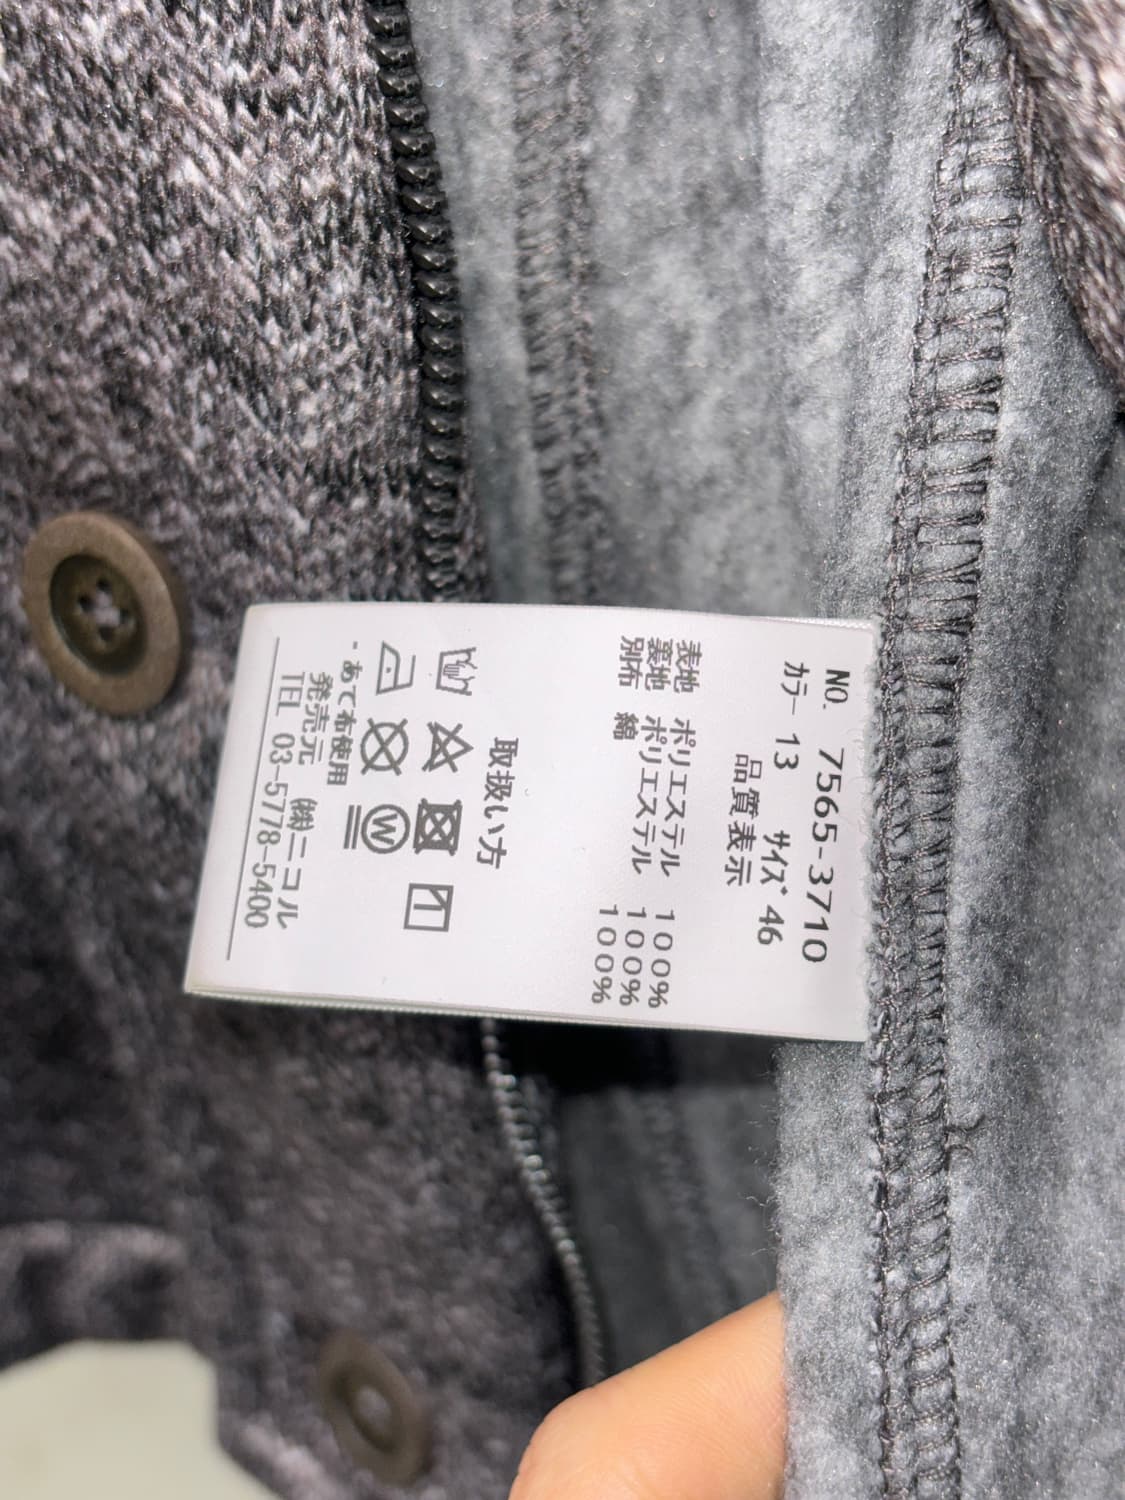 NO. 7565-3710
カラー 13 サイズ 46
品質表示
表地 ポリエステル 100%
裏地 ポリエステル 100%
別布 綿 100%
取扱い方
W
・あて布使用
発売元 ㈱ニコル
TEL 03-5778-5400